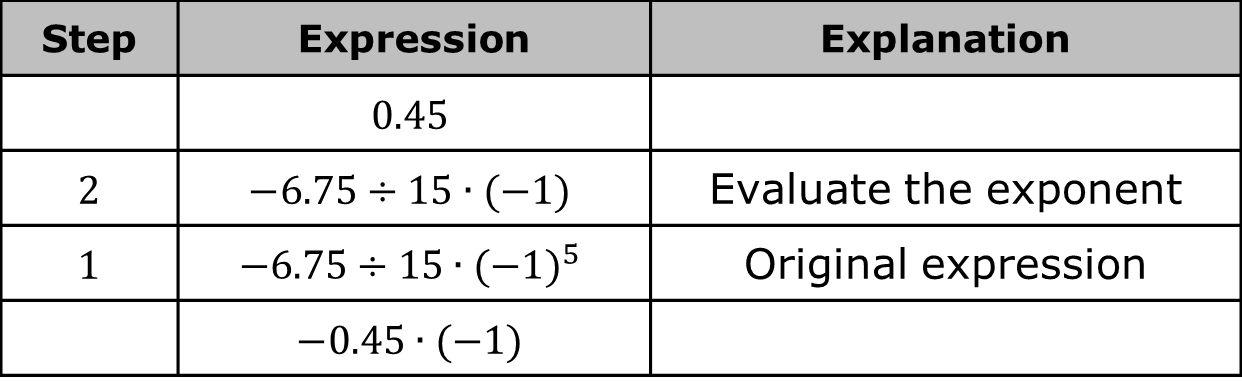 Step Expression Explanation
0.45
2 −6.75 ÷ 15 · (−1) Evaluate the exponent
1 −6.75 ÷ 15 · (−1)⁵ Original expression
−0.45 · (−1)